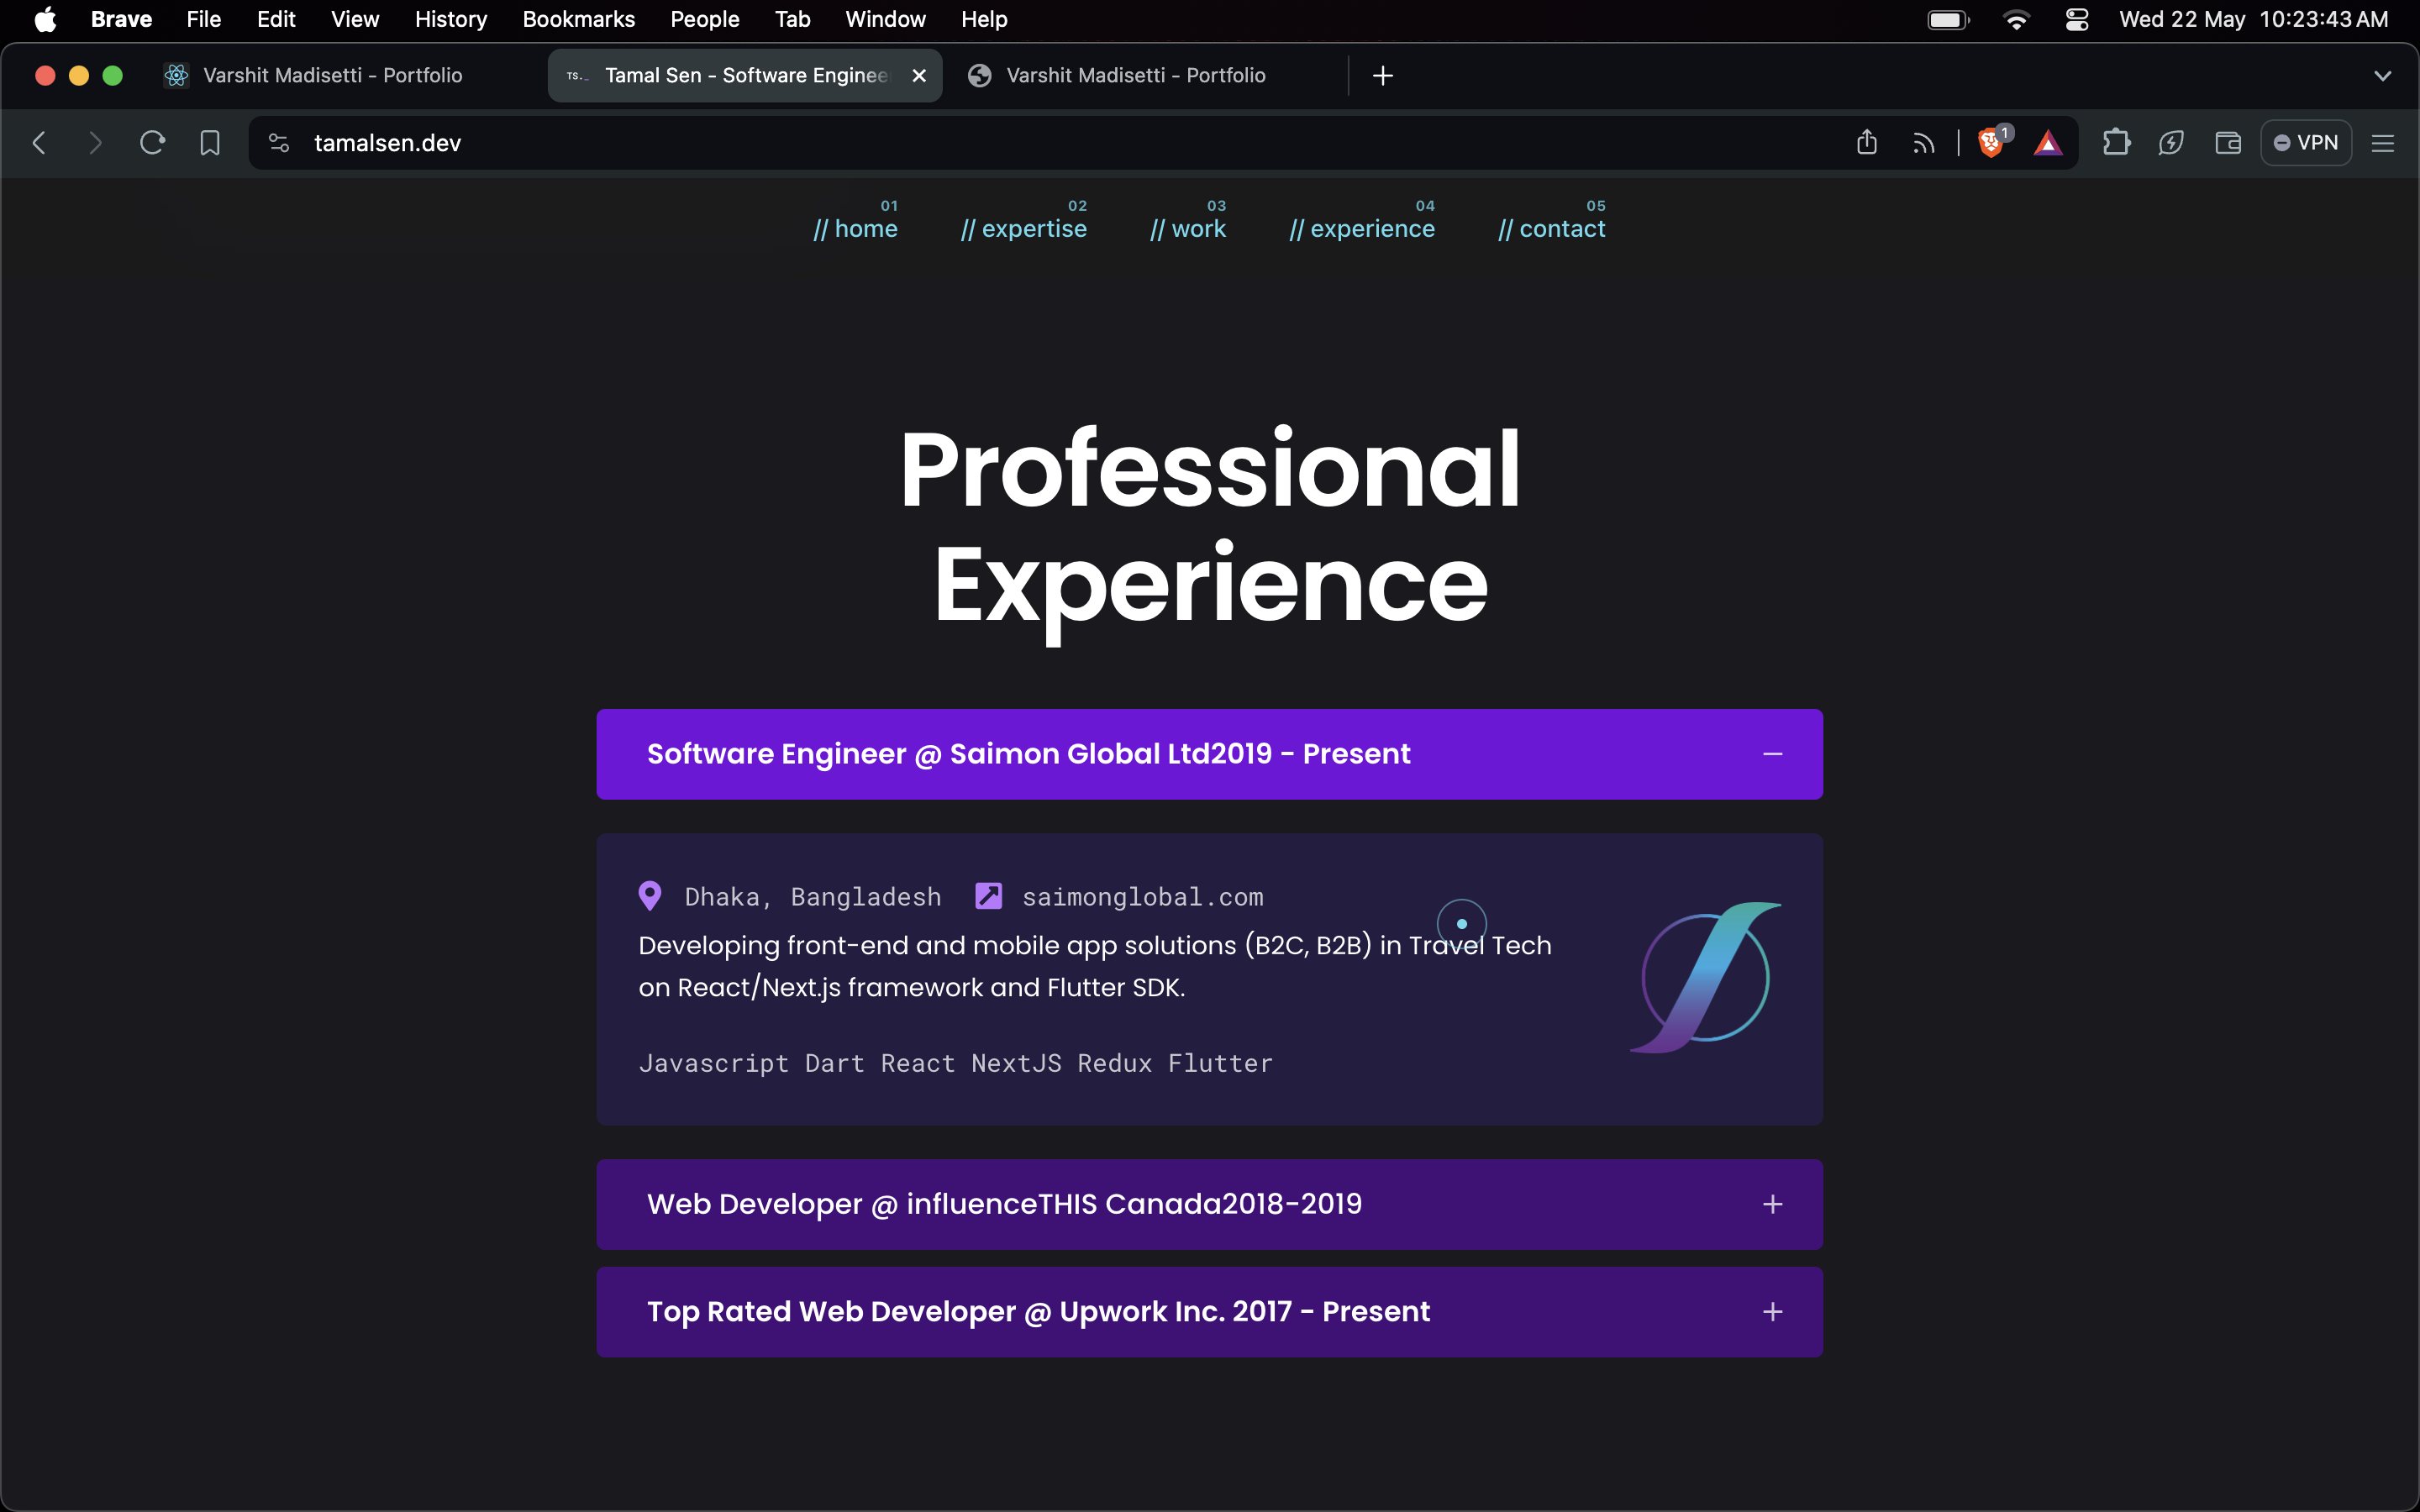 Brave File Edit View History Bookmarks People Tab Window Help Wed 22 May 10:23:43 AM
Varshit Madisetti - Portfolio
TS._ Tamal Sen - Software Enginee
Varshit Madisetti - Portfolio
tamalsen.dev
1
VPN
01
// home
02
// expertise
03
// work
04
// experience
05
// contact
Professional
Experience
Software Engineer @ Saimon Global Ltd2019 - Present
Dhaka, Bangladesh saimonglobal.com
Developing front-end and mobile app solutions (B2C, B2B) in Travel Tech
on React/Next.js framework and Flutter SDK.
Javascript Dart React NextJS Redux Flutter
Web Developer @ influenceTHIS Canada2018-2019
Top Rated Web Developer @ Upwork Inc. 2017 - Present